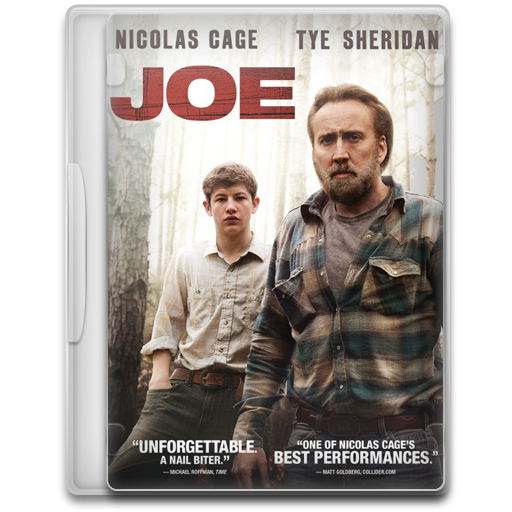 NICOLAS CAGE TYE SHERIDAN
JOE
“UNFORGETTABLE.
A NAIL BITER.”
— MICHAEL ROFFMAN, TIME
“ONE OF NICOLAS CAGE'S
BEST PERFORMANCES.”
— MATT GOLDBERG, COLLIDER.COM